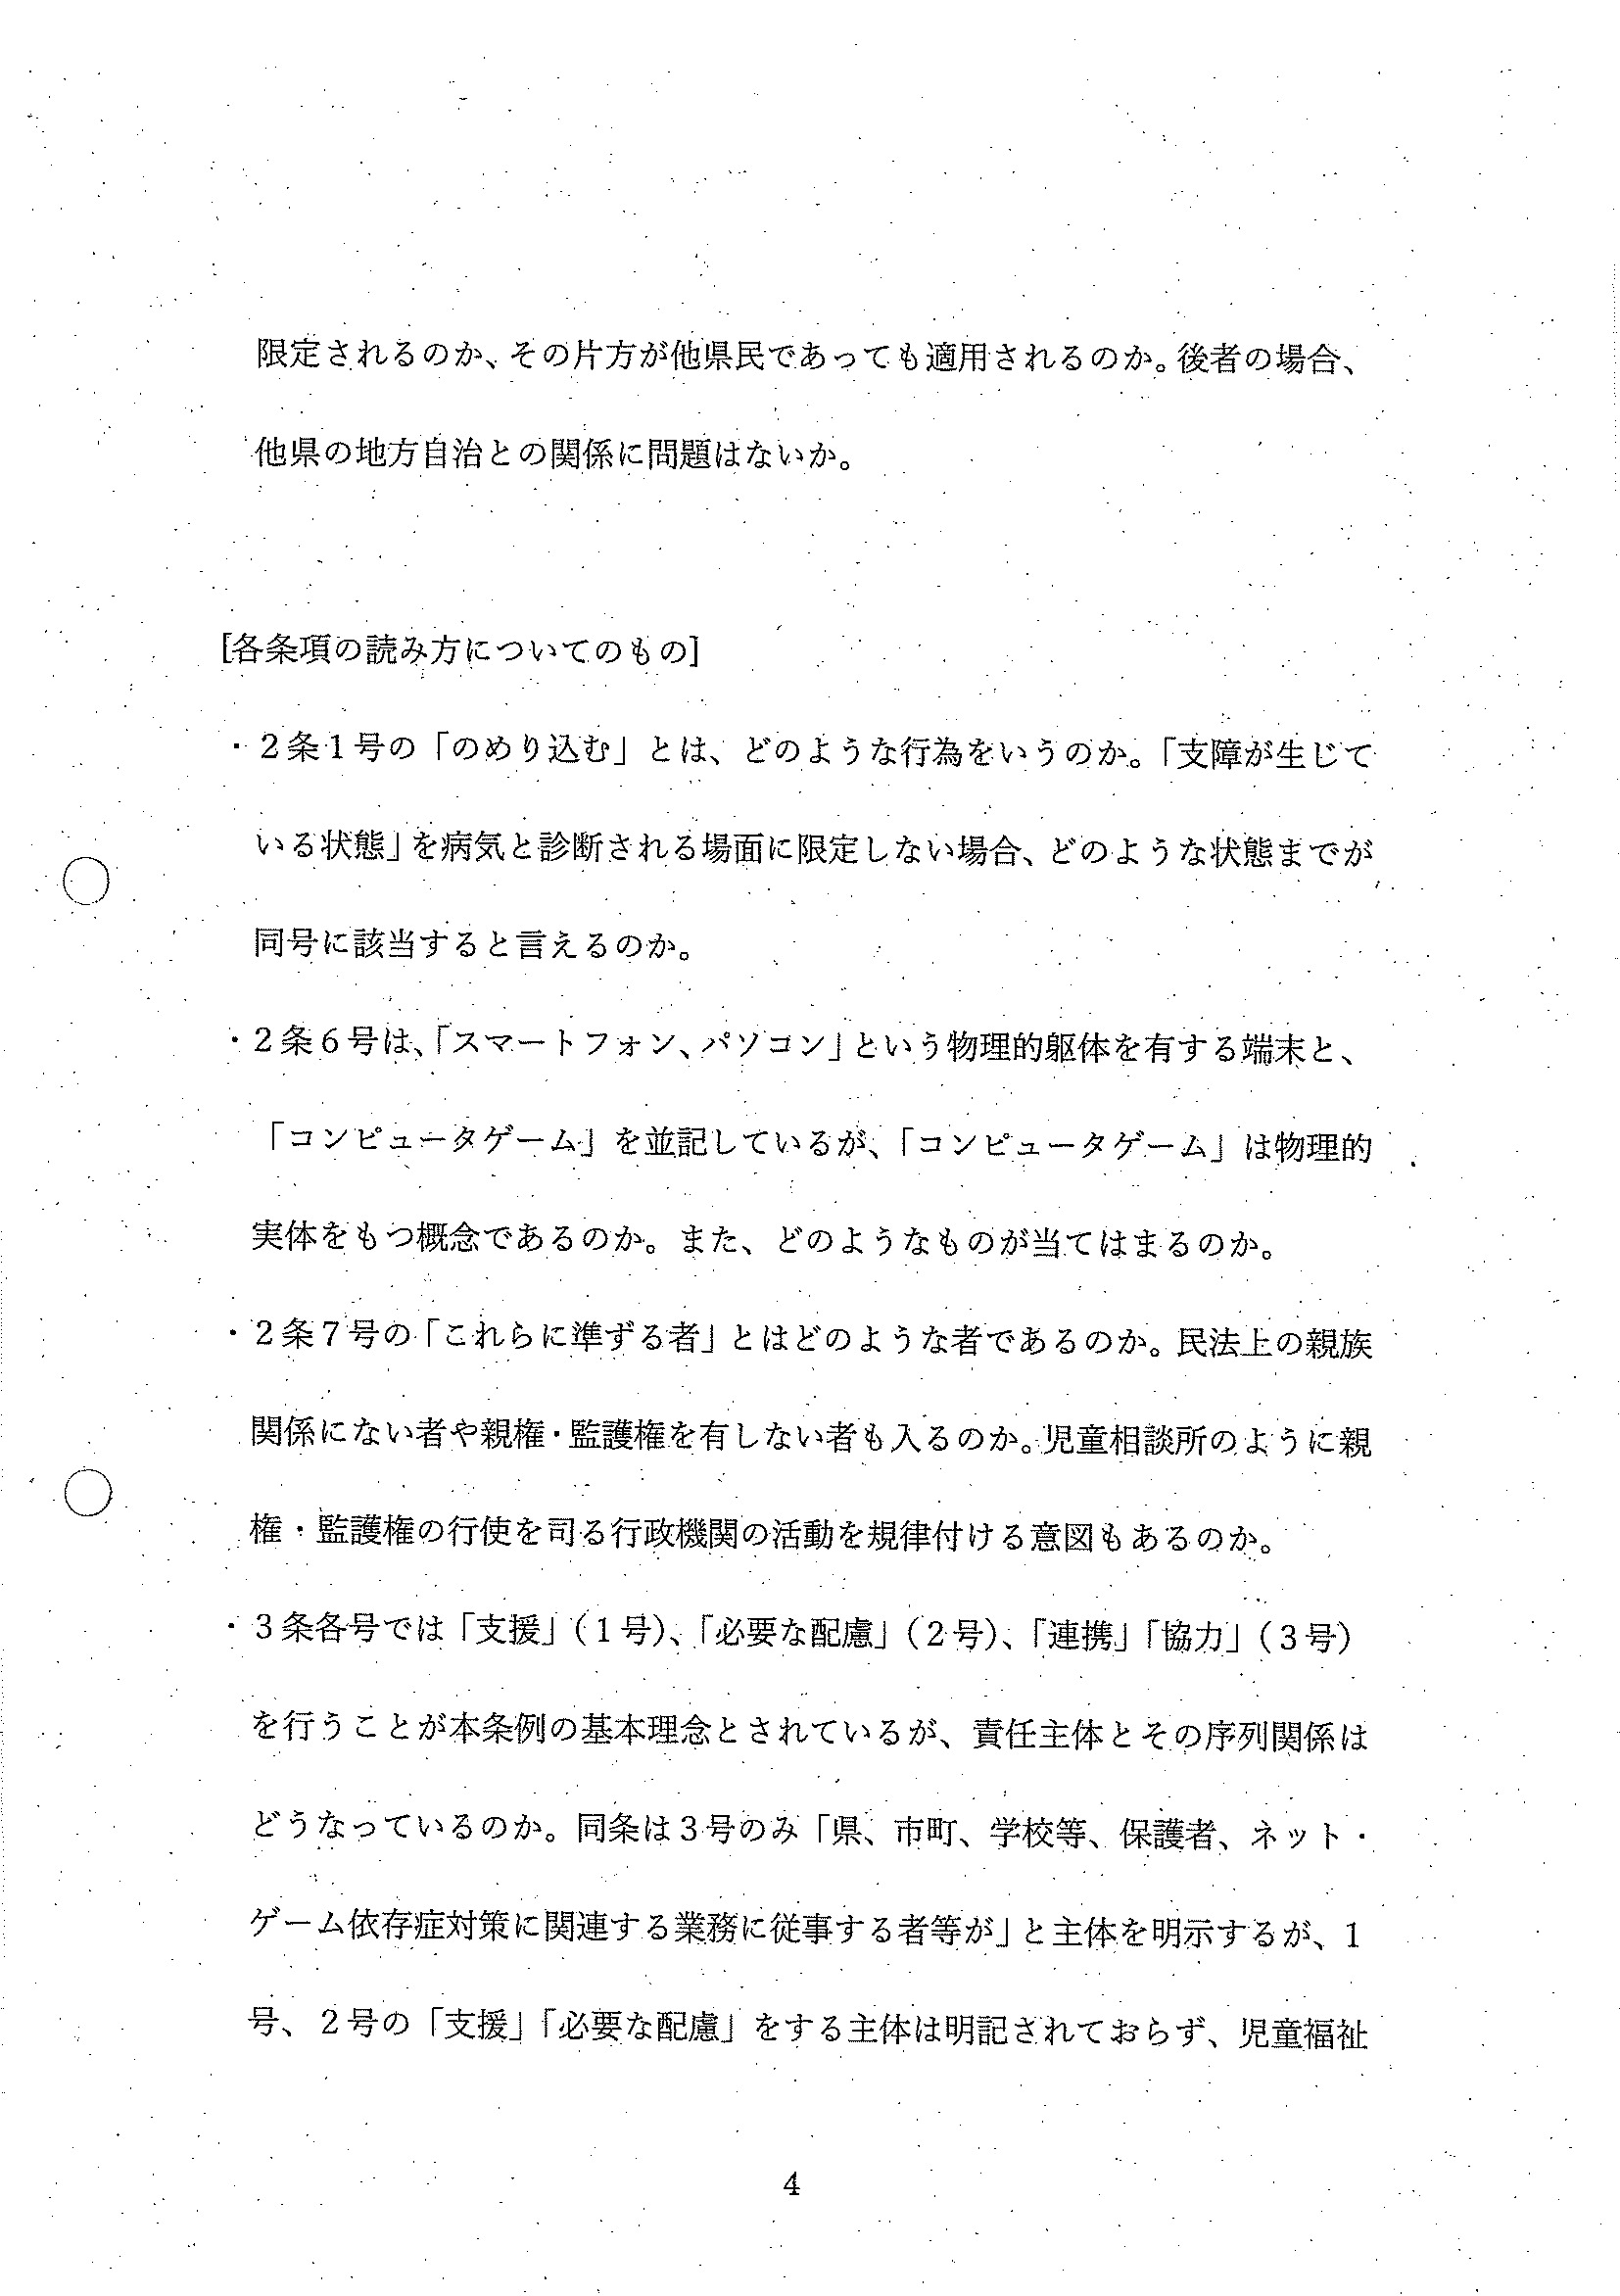 限定されるのか、その片方が他県民であっても適用されるのか。後者の場合、
他県の地方自治との関係に問題はないか。
[各条項の読み方についてのもの]
・２条１号の「のめり込む」とは、どのような行為をいうのか。「支障が生じて
いる状態」を病気と診断される場面に限定しない場合、どのような状態までが
同号に該当すると言えるのか。
・２条６号は、「スマートフォン、パソコン」という物理的躯体を有する端末と、
「コンピュータゲーム」を並記しているが、「コンピュータゲーム」は物理的
実体をもつ概念であるのか。また、どのようなものが当てはまるのか。
・２条７号の「これらに準ずる者」とはどのような者であるのか。民法上の親族
関係にない者や親権・監護権を有しない者も入るのか。児童相談所のように親
権・監護権の行使を司る行政機関の活動を規律付ける意図もあるのか。
・３条各号では「支援」（１号）、「必要な配慮」（２号）、「連携」「協力」（３号）
を行うことが本条例の基本理念とされているが、責任主体とその序列関係は
どうなっているのか。同条は３号のみ「県、市町、学校等、保護者、ネット・
ゲーム依存症対策に関連する業務に従事する者等が」と主体を明示するが、１
号、２号の「支援」「必要な配慮」をする主体は明記されておらず、児童福祉
4